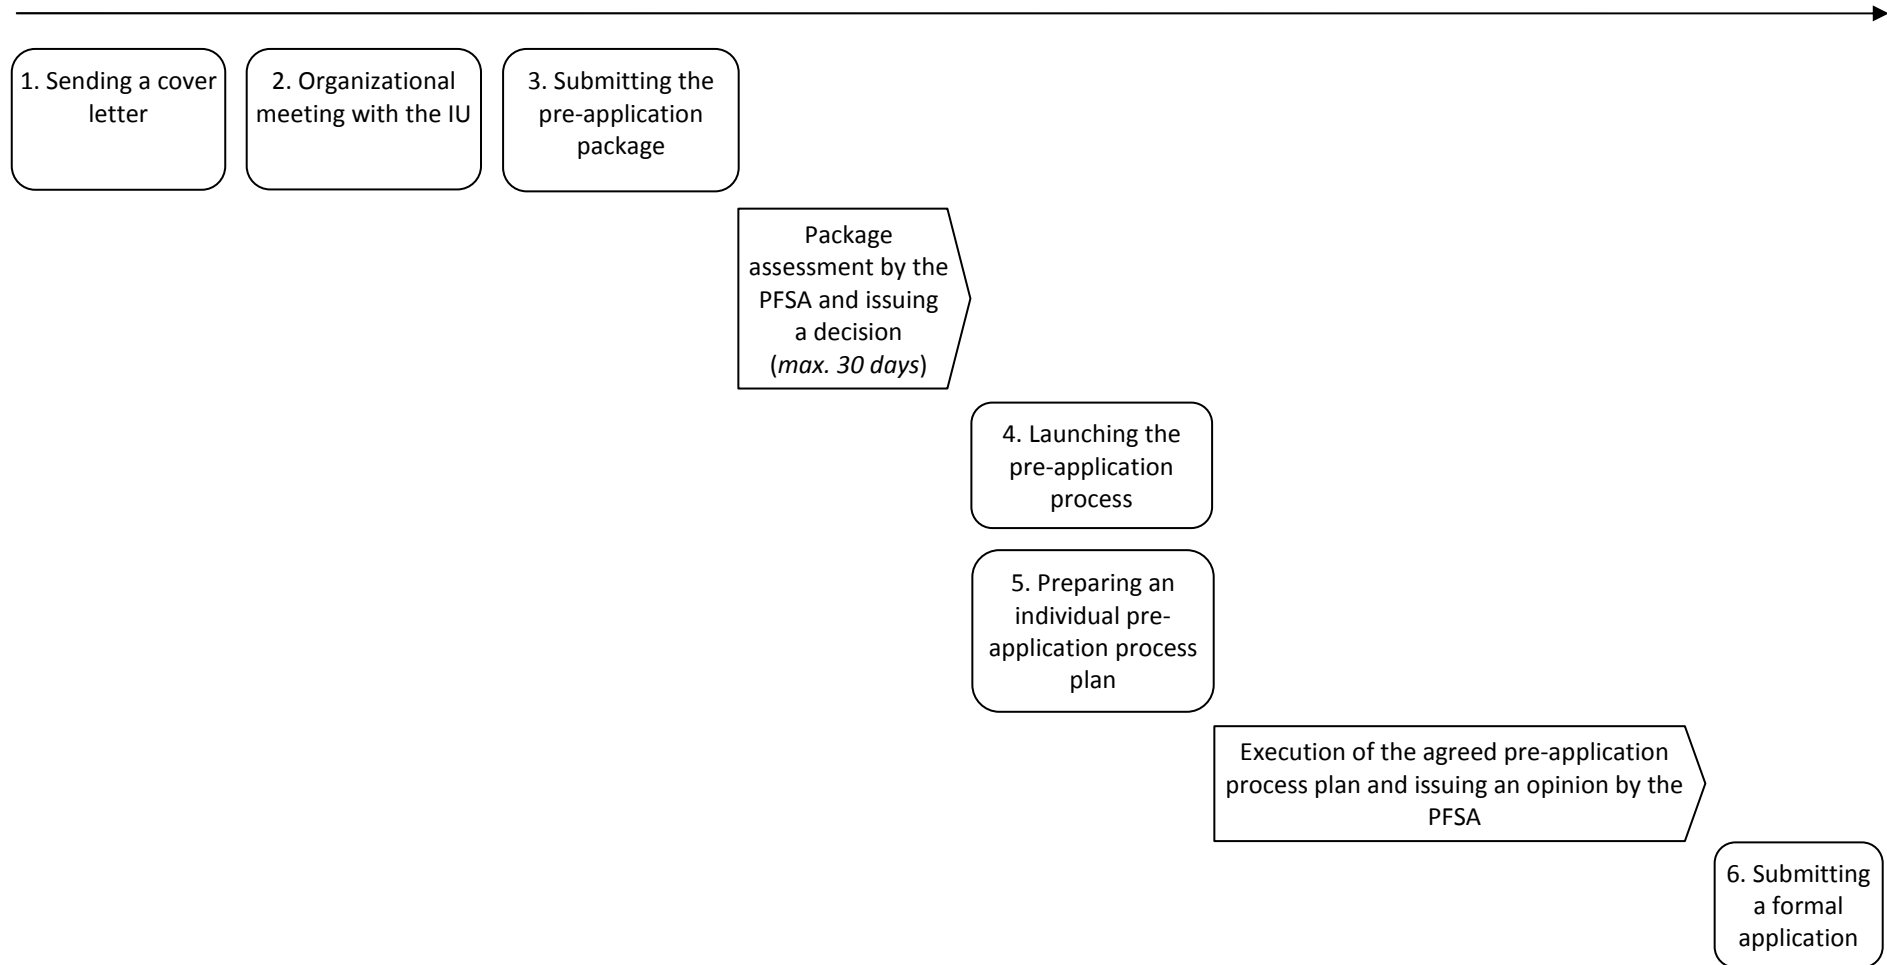 1. Sending a cover
letter
2. Organizational
meeting with the IU
3. Submitting the
pre-application
package
Package
assessment by the
PFSA and issuing
a decision
(max. 30 days)
4. Launching the
pre-application
process
5. Preparing an
individual pre-
application process
plan
Execution of the agreed pre-application
process plan and issuing an opinion by the
PFSA
6. Submitting
a formal
application